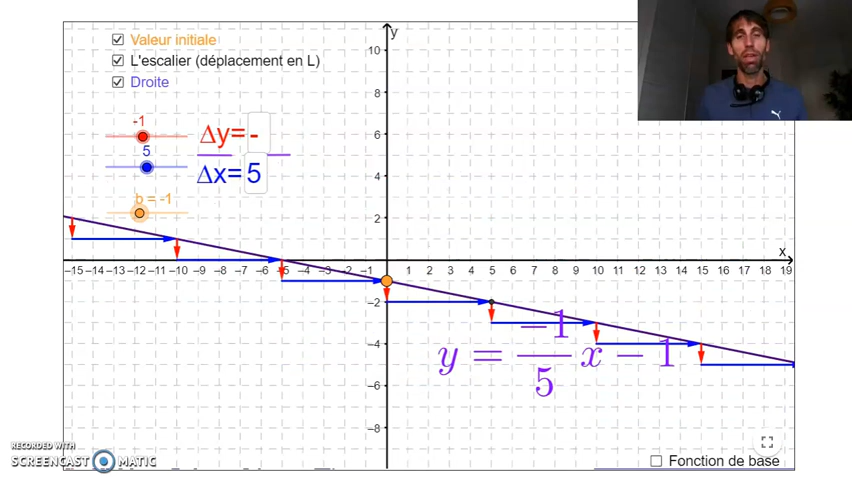 y
10
Valeur initiale
L'escalier (déplacement en L)
Droite
8
6
4
2
-1
Δy=-
5
Δx=5
b = -1
x
−15 −14 −13 −12 −11 −10 −9 −8 −7 −6 −5 −4 −3 −2 −1 1 2 3 4 5 6 7 8 9 10 11 12 13 14 15 16 17 18 19
−2
−4
−6
−8
y = −1/5 x − 1
RECORDED WITH
SCREENCAST MATIC
Fonction de base